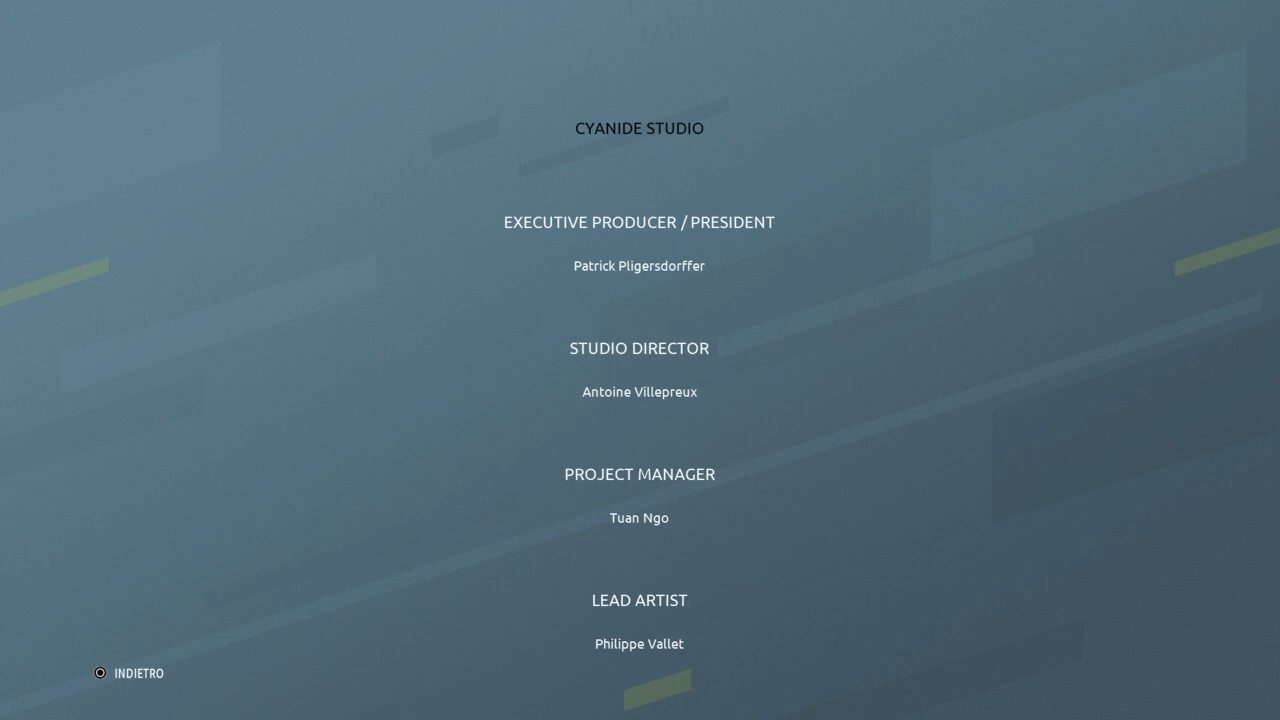 CYANIDE STUDIO
EXECUTIVE PRODUCER / PRESIDENT
Patrick Pligersdorffer
STUDIO DIRECTOR
Antoine Villepreux
PROJECT MANAGER
Tuan Ngo
LEAD ARTIST
Philippe Vallet
INDIETRO